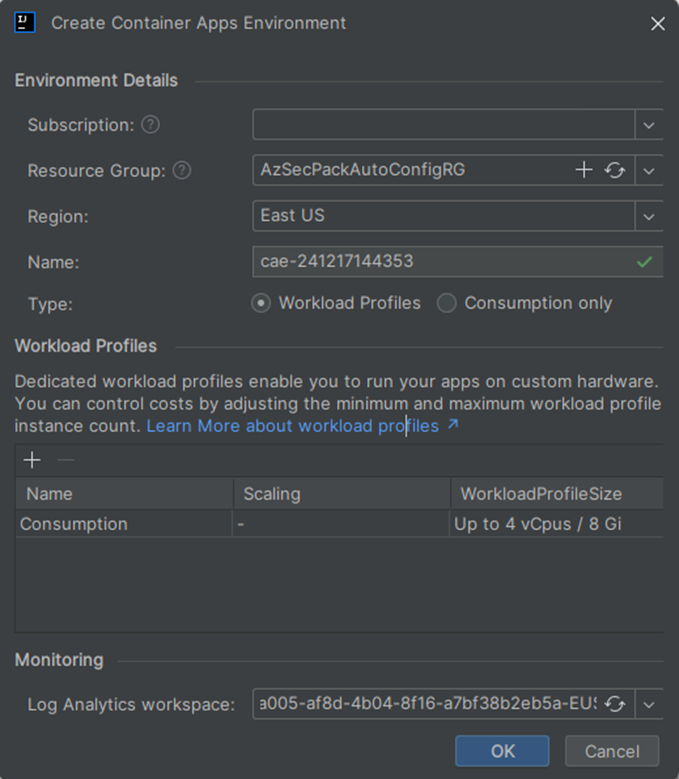 Create Container Apps Environment
Environment Details
Subscription:
Resource Group: AzSecPackAutoConfigRG
Region: East US
Name: cae-241217144353
Type: Workload Profiles Consumption only
Workload Profiles
Dedicated workload profiles enable you to run your apps on custom hardware.
You can control costs by adjusting the minimum and maximum workload profile
instance count. Learn More about workload profiles ↗
Name Scaling WorkloadProfileSize
Consumption - Up to 4 vCpus / 8 Gi
Monitoring
Log Analytics workspace: a005-af8d-4b04-8f16-a7bf38b2eb5a-EUS
OK Cancel